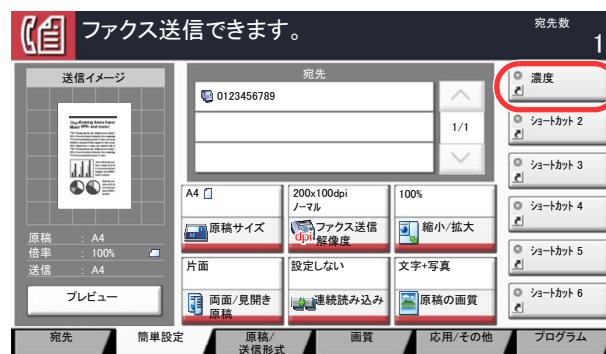 ファクス送信できます。
宛先数
1
送信イメージ
原稿 : A4
倍率 : 100%
送信 : A4
プレビュー
宛先
0123456789
1/1
A4
原稿サイズ
200x100dpi
ノーマル
dpi
ファクス送信
解像度
100%
縮小/拡大
片面
両面/見開き
原稿
設定しない
連続読み込み
文字+写真
原稿の画質
濃度
ショートカット 2
ショートカット 3
ショートカット 4
ショートカット 5
ショートカット 6
宛先
簡単設定
原稿/
送信形式
画質
応用/その他
プログラム